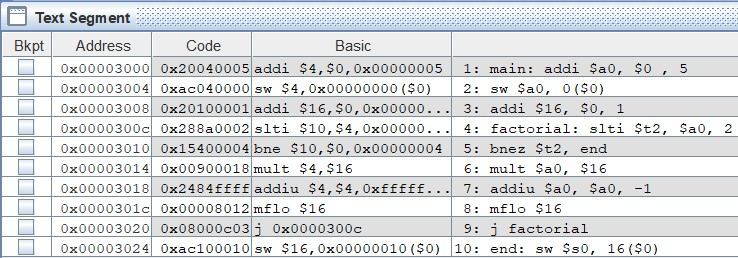 Text Segment
Bkpt Address Code Basic
0x00003000 0x20040005 addi $4,$0,0x00000005 1: main: addi $a0, $0 , 5
0x00003004 0xac040000 sw $4,0x00000000($0) 2: sw $a0, 0($0)
0x00003008 0x20100001 addi $16,$0,0x00000... 3: addi $16, $0, 1
0x0000300c 0x288a0002 slti $10,$4,0x00000... 4: factorial: slti $t2, $a0, 2
0x00003010 0x15400004 bne $10,$0,0x00000004 5: bnez $t2, end
0x00003014 0x00900018 mult $4,$16 6: mult $a0, $16
0x00003018 0x2484ffff addiu $4,$4,0xfffff... 7: addiu $a0, $a0, -1
0x0000301c 0x00008012 mflo $16 8: mflo $16
0x00003020 0x08000c03 j 0x0000300c 9: j factorial
0x00003024 0xac100010 sw $16,0x00000010($0) 10: end: sw $s0, 16($0)